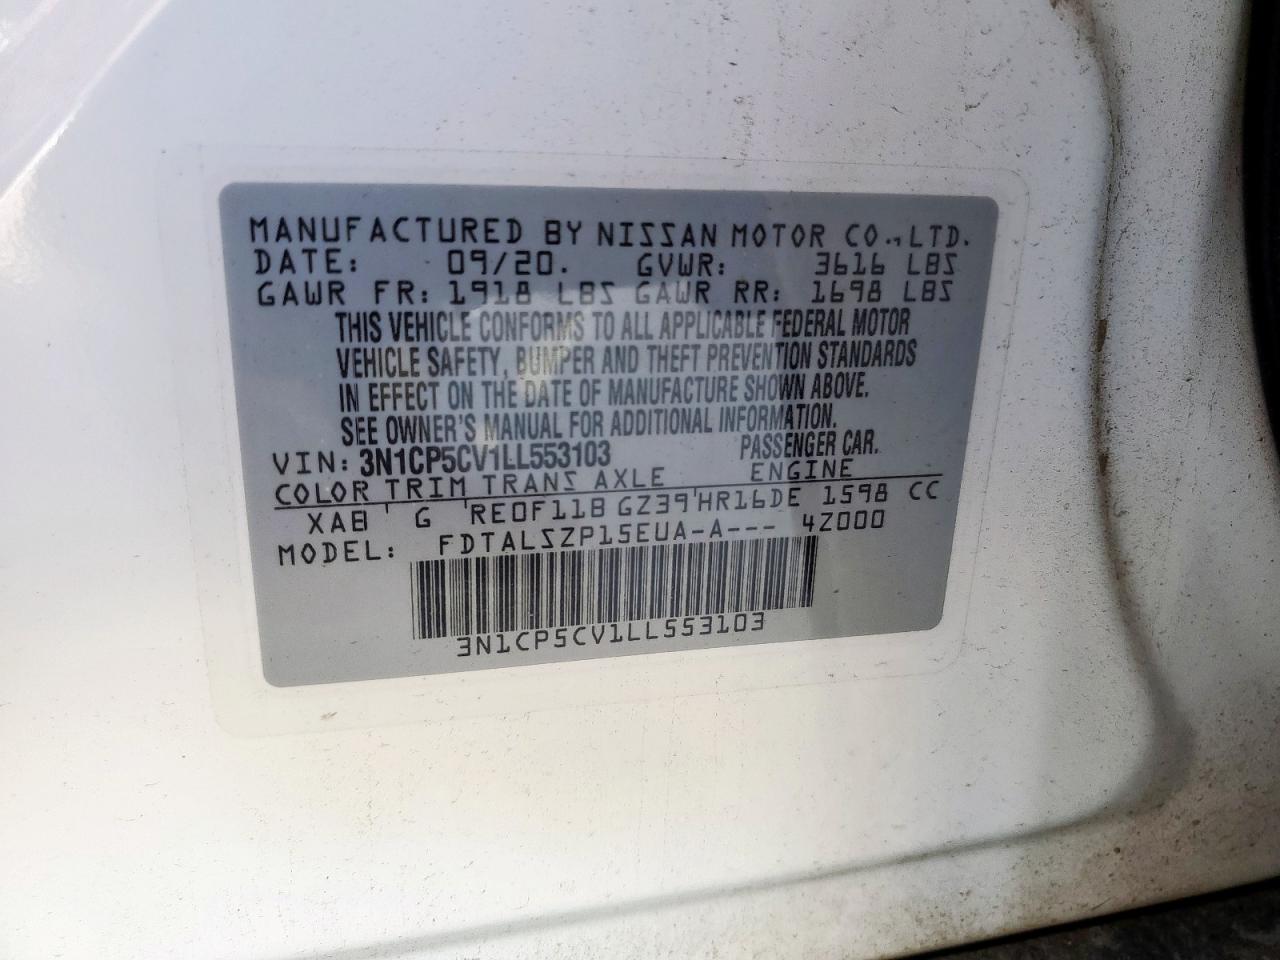 MANUFACTURED BY NISSAN MOTOR CO.,LTD.
DATE: 09/20. GVWR: 3616 LBS
GAWR FR: 1918 LBS GAWR RR: 1698 LBS
THIS VEHICLE CONFORMS TO ALL APPLICABLE FEDERAL MOTOR
VEHICLE SAFETY, BUMPER AND THEFT PREVENTION STANDARDS
IN EFFECT ON THE DATE OF MANUFACTURE SHOWN ABOVE.
SEE OWNER'S MANUAL FOR ADDITIONAL INFORMATION.
VIN: 3N1CP5CV1LL553103 PASSENGER CAR.
COLOR TRIM TRANS AXLE ENGINE
XAB ' G 'RE0F11B GZ39'HR16DE 1598 CC
MODEL: FDTALSZP15EUA-A--- 4Z000
3N1CP5CV1LL553103